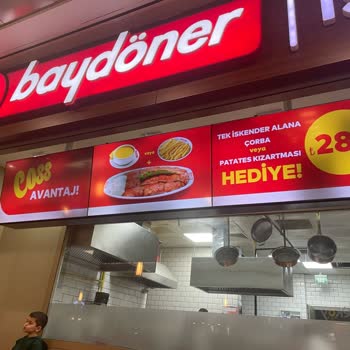 baydöner
COSS
AVANTAJ!
veya
+
TEK İSKENDER ALANA
ÇORBA
veya
PATATES KIZARTMASI
HEDİYE!
₺28